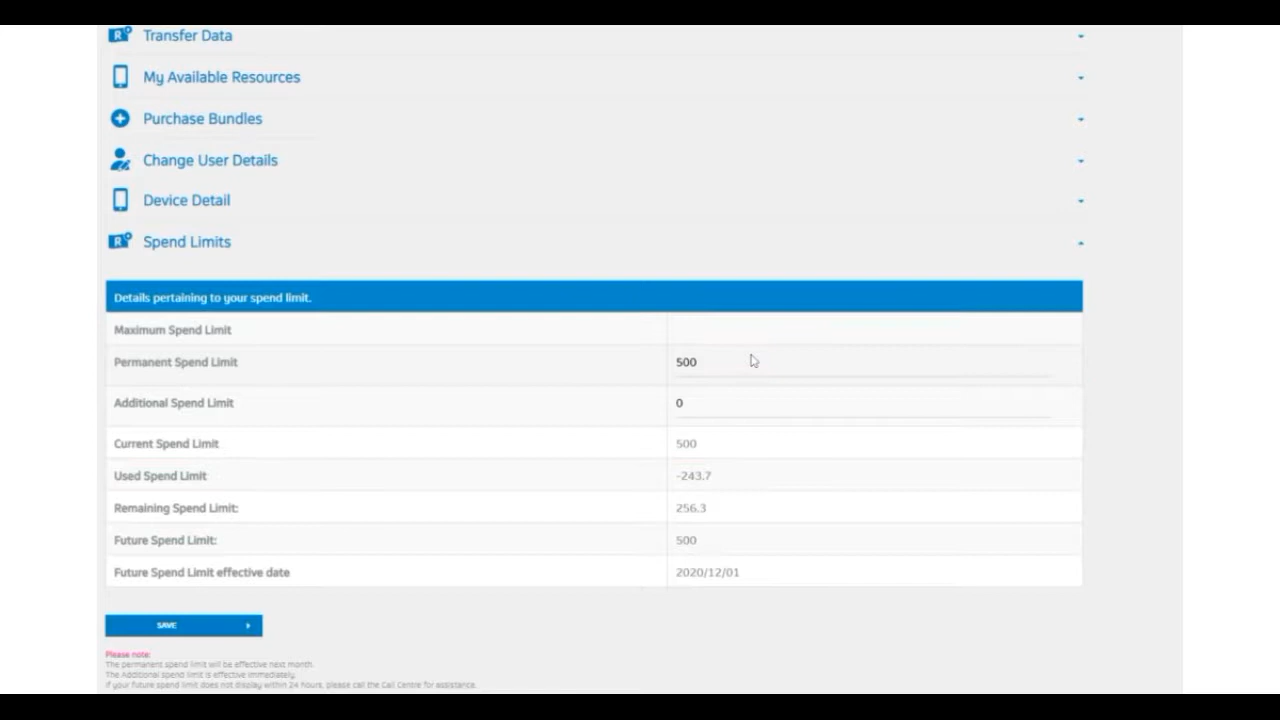 Transfer Data
My Available Resources
Purchase Bundles
Change User Details
Device Detail
Spend Limits
Details pertaining to your spend limit.
Maximum Spend Limit
Permanent Spend Limit 500
Additional Spend Limit 0
Current Spend Limit 500
Used Spend Limit -243.7
Remaining Spend Limit: 256.3
Future Spend Limit: 500
Future Spend Limit effective date 2020/12/01
SAVE
Please note:
The permanent spend limit will be effective next month.
The Additional spend limit is effective immediately.
If your future spend limit does not display within 24 hours, please call the Call Centre for assistance.